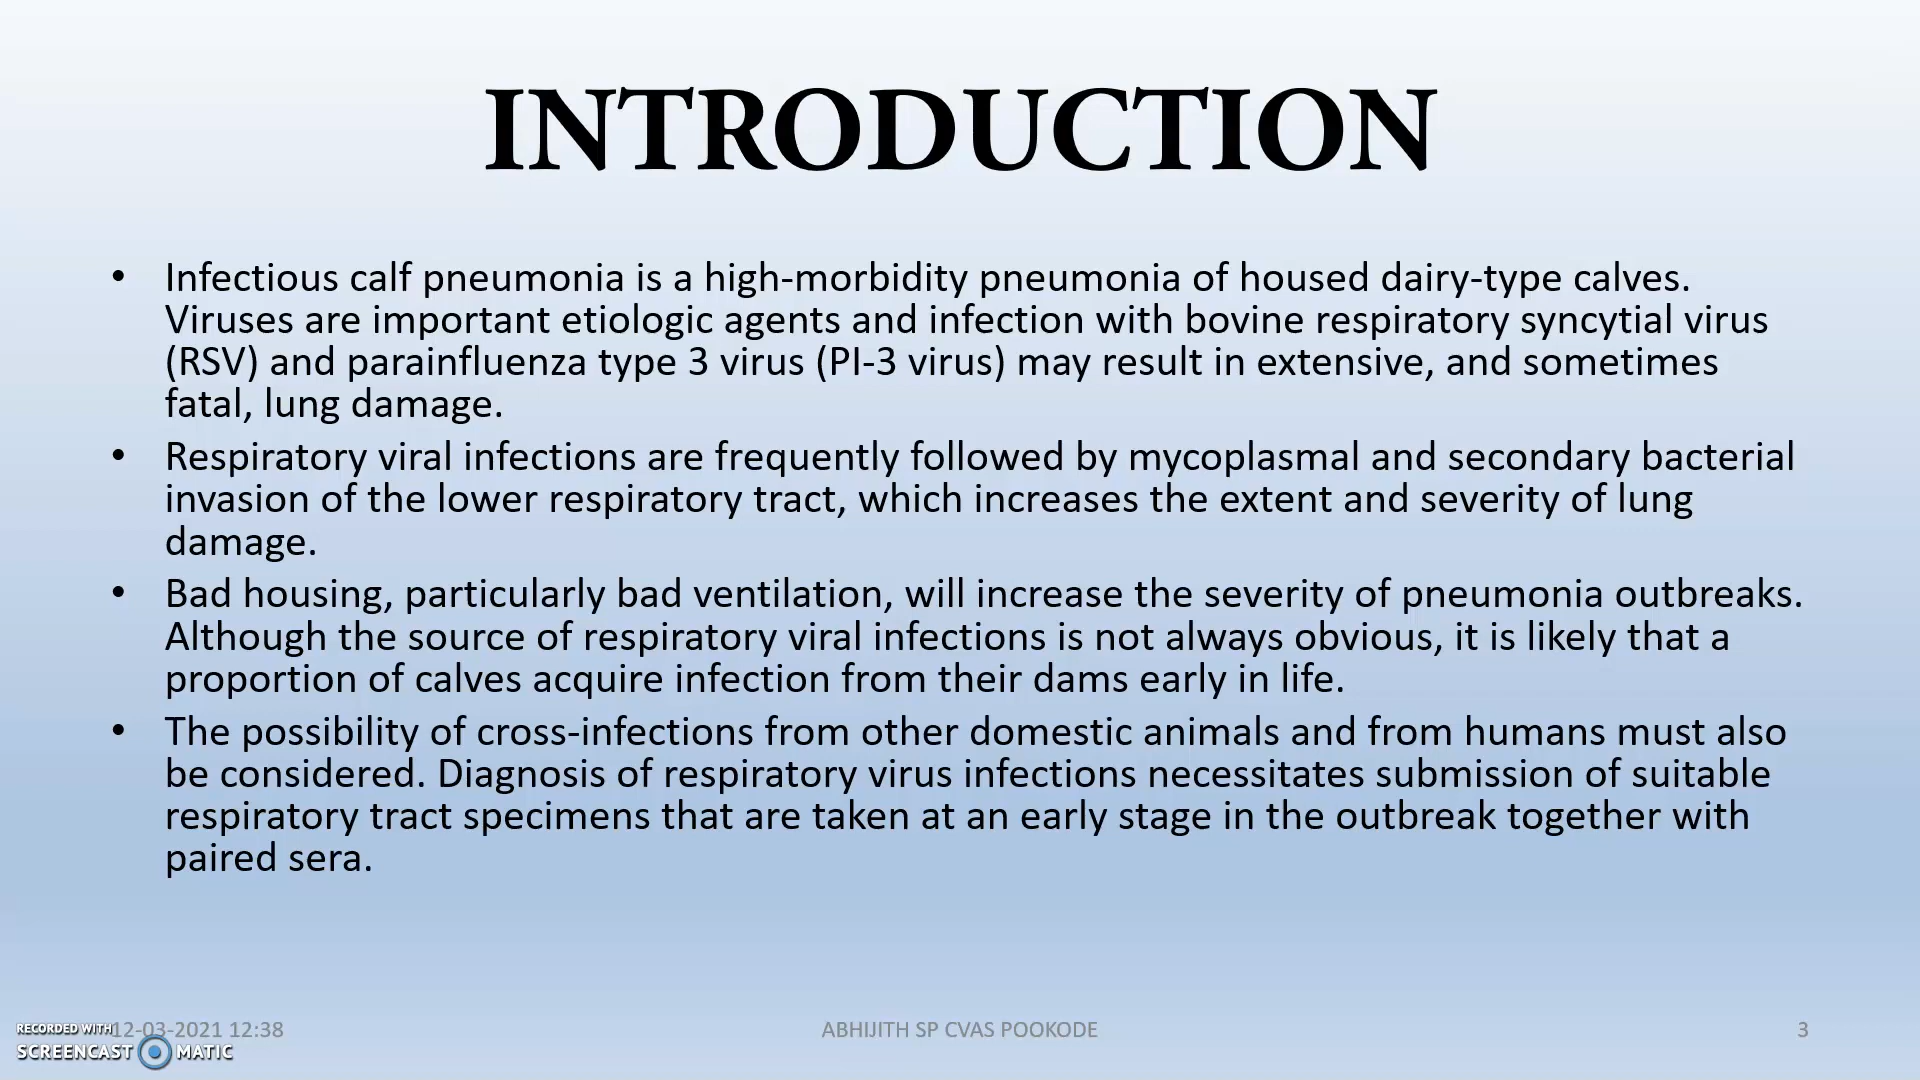 INTRODUCTION
• Infectious calf pneumonia is a high-morbidity pneumonia of housed dairy-type calves.
Viruses are important etiologic agents and infection with bovine respiratory syncytial virus
(RSV) and parainfluenza type 3 virus (PI-3 virus) may result in extensive, and sometimes
fatal, lung damage.
• Respiratory viral infections are frequently followed by mycoplasmal and secondary bacterial
invasion of the lower respiratory tract, which increases the extent and severity of lung
damage.
• Bad housing, particularly bad ventilation, will increase the severity of pneumonia outbreaks.
Although the source of respiratory viral infections is not always obvious, it is likely that a
proportion of calves acquire infection from their dams early in life.
• The possibility of cross-infections from other domestic animals and from humans must also
be considered. Diagnosis of respiratory virus infections necessitates submission of suitable
respiratory tract specimens that are taken at an early stage in the outbreak together with
paired sera.
12-03-2021 12:38
ABHIJITH SP CVAS POOKODE
3
RECORDED WITH
SCREENCAST MATIC